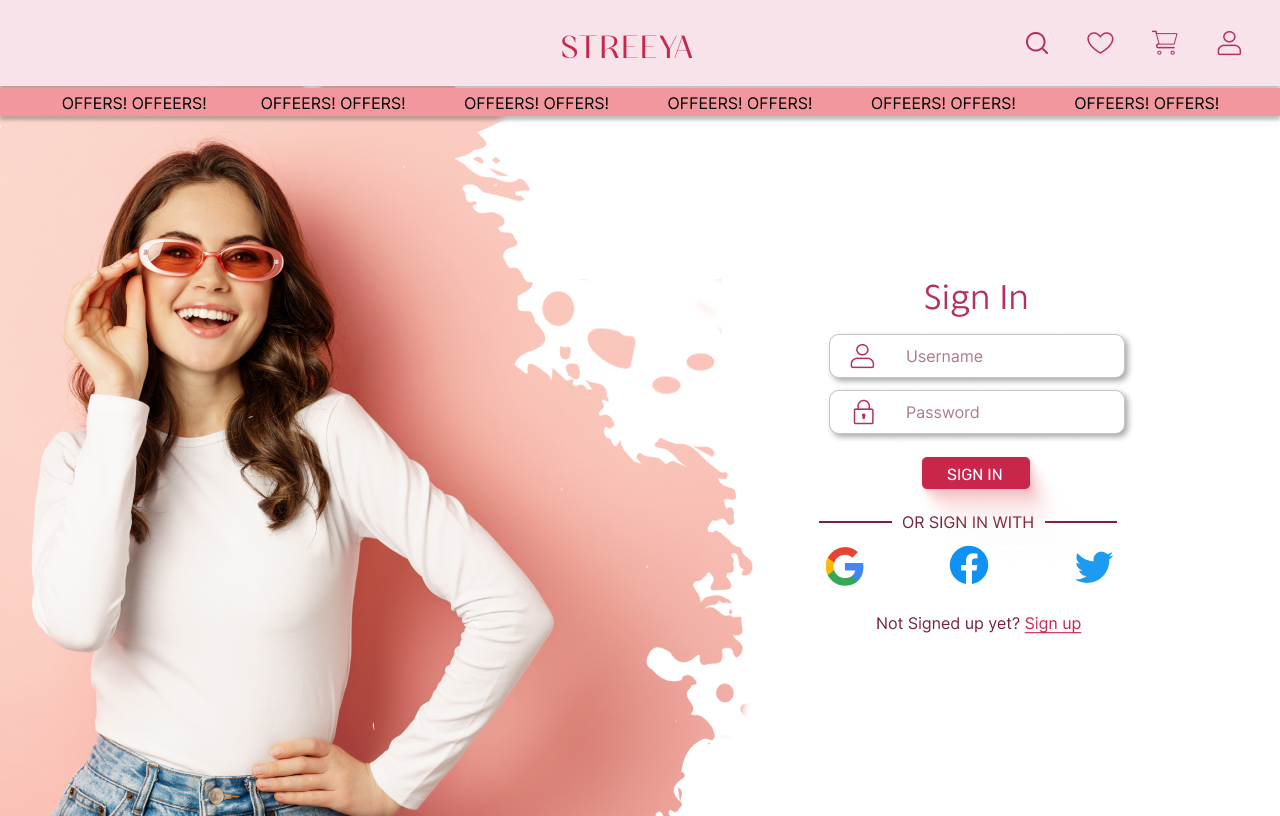 STREEYA
OFFERS! OFFEERS! OFFEERS! OFFERS! OFFEERS! OFFERS! OFFEERS! OFFERS! OFFEERS! OFFERS! OFFEERS! OFFERS!
Sign In
Username
Password
SIGN IN
OR SIGN IN WITH
Not Signed up yet? Sign up